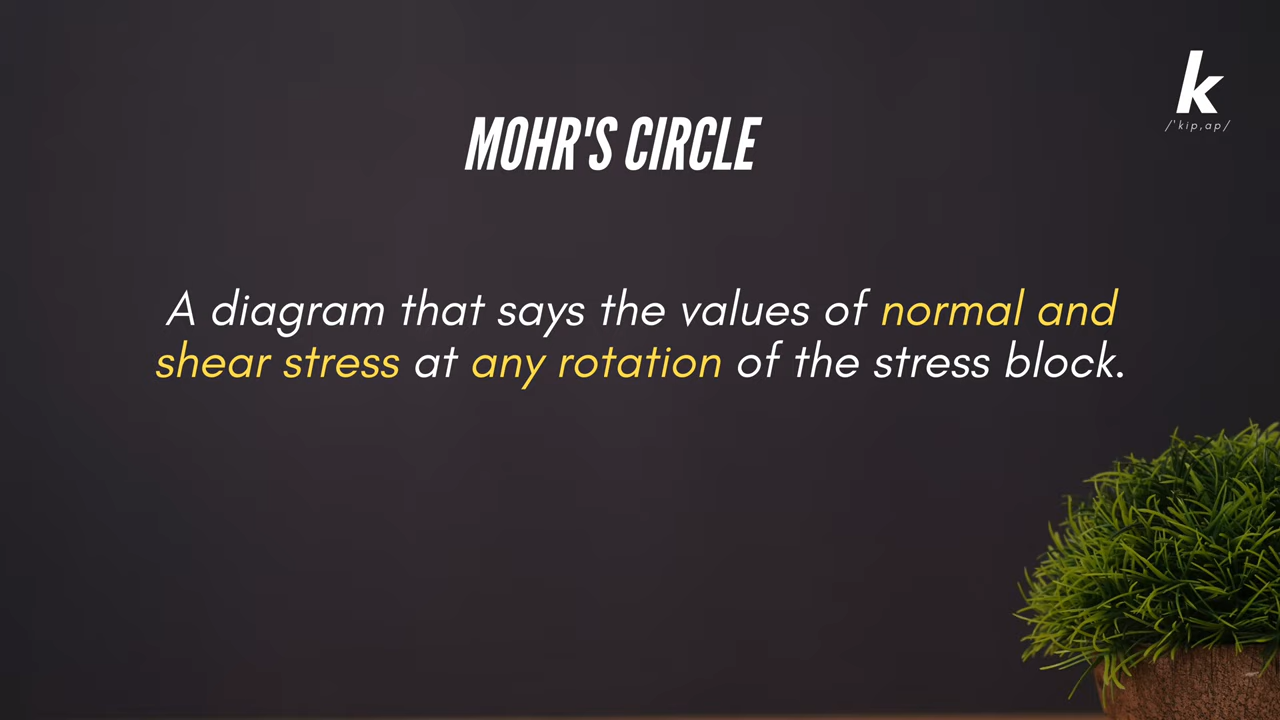 k
/'kip,ap/
MOHR'S CIRCLE
A diagram that says the values of normal and
shear stress at any rotation of the stress block.